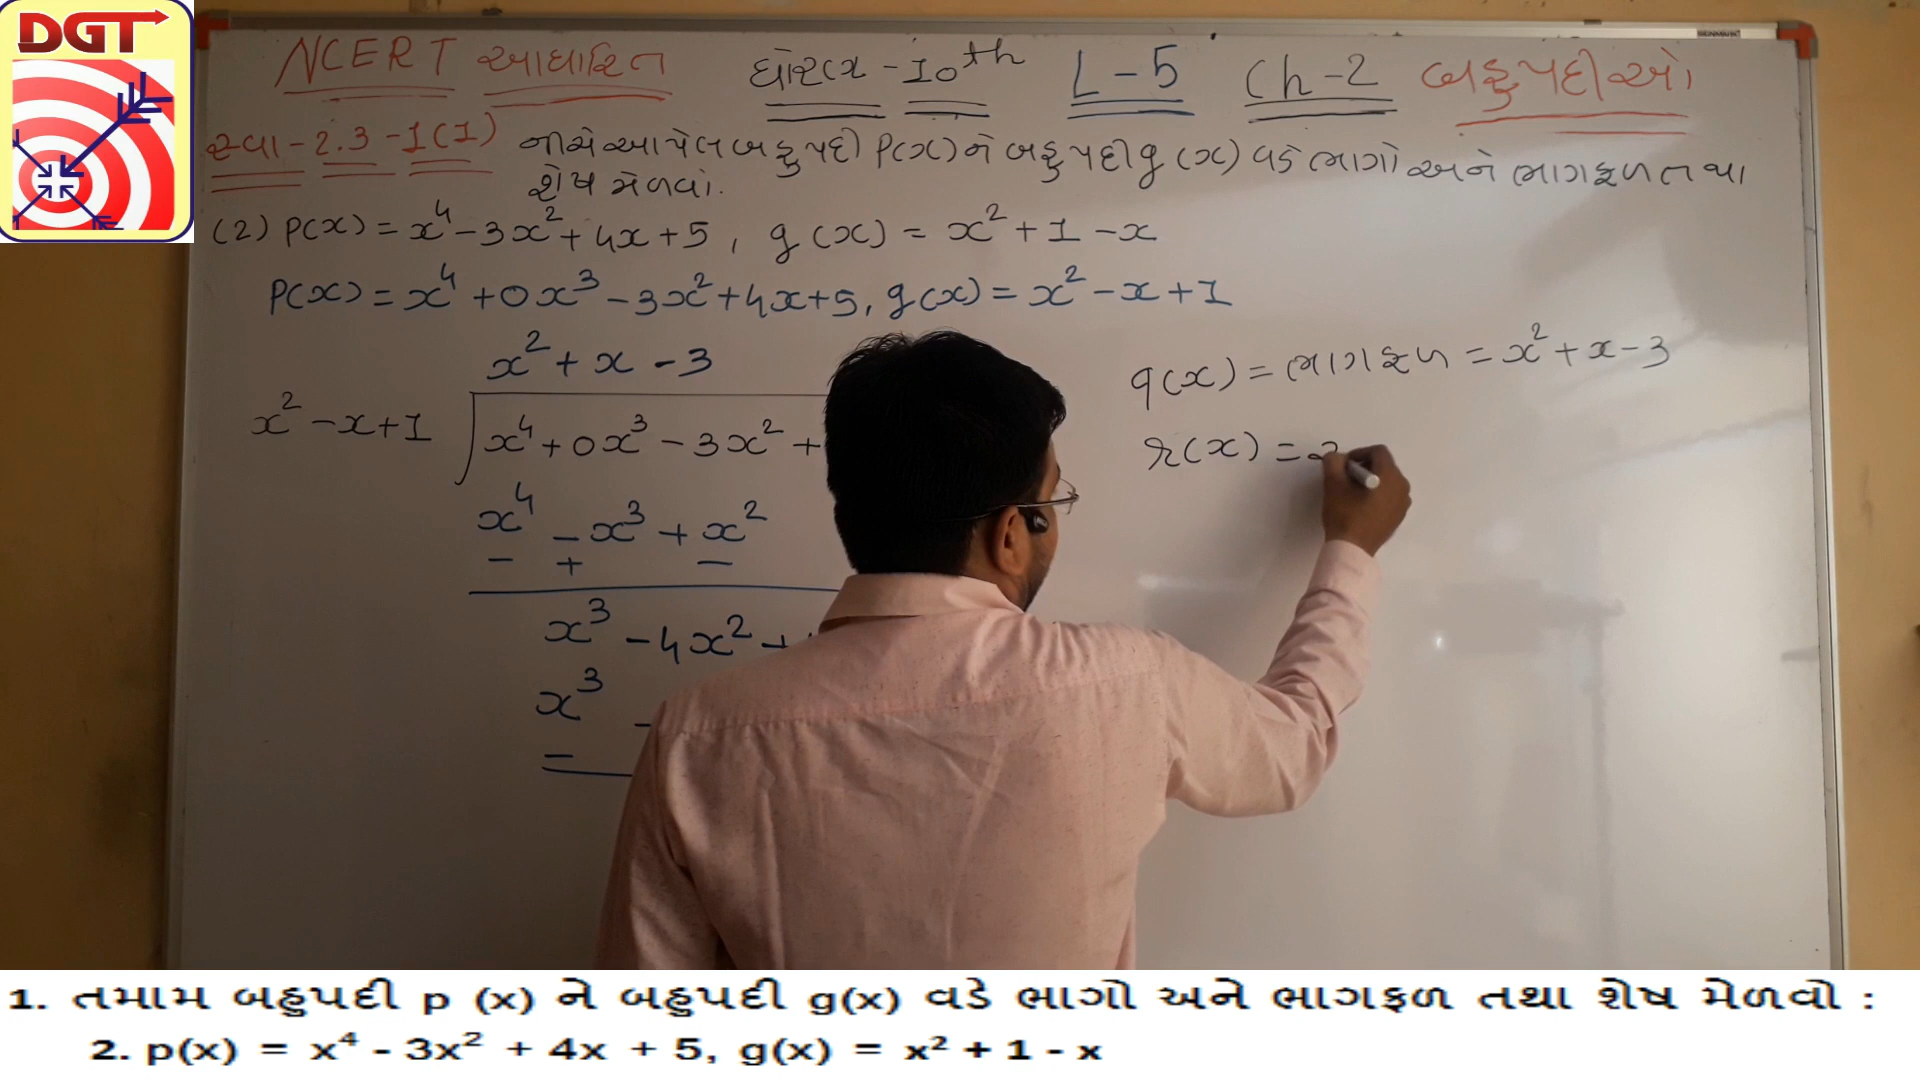 DGT
NCERT આધારિત ધોરણ-10th L-5 Ch-2 બહુપદીઓ
સ્વા-2.3-1(1) નીચે આપેલ બહુપદી P(x)ને બહુપદી g(x) વડે ભાગો અને ભાગફળ તથા
શેષ મેળવો.
(2) P(x) = x⁴-3x²+4x+5, g(x) = x²+1-x
P(x) = x⁴+0x³-3x²+4x+5, g(x) = x²-x+1
x²+x-3
x²-x+1 x⁴+0x³-3x²+
x⁴-x³+x²
- + -
x³-4x²+
x³ -
-
q(x) = ભાગફળ = x²+x-3
r(x) =
1. તમામ બહુપદી p (x) ને બહુપદી g(x) વડે ભાગો અને ભાગફળ તથા શેષ મેળવો :
2. p(x) = x⁴ - 3x² + 4x + 5, g(x) = x² + 1 - x